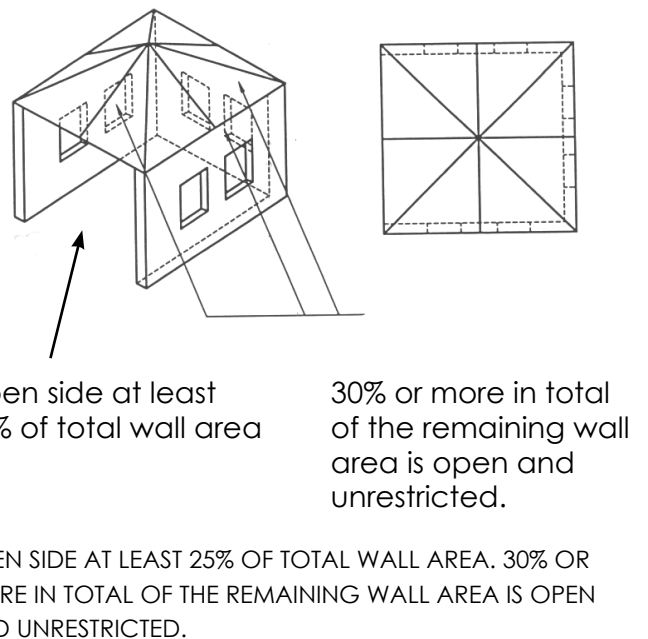 pen side at least
% of total wall area
30% or more in total
of the remaining wall
area is open and
unrestricted.
EN SIDE AT LEAST 25% OF TOTAL WALL AREA. 30% OR
RE IN TOTAL OF THE REMAINING WALL AREA IS OPEN
D UNRESTRICTED.